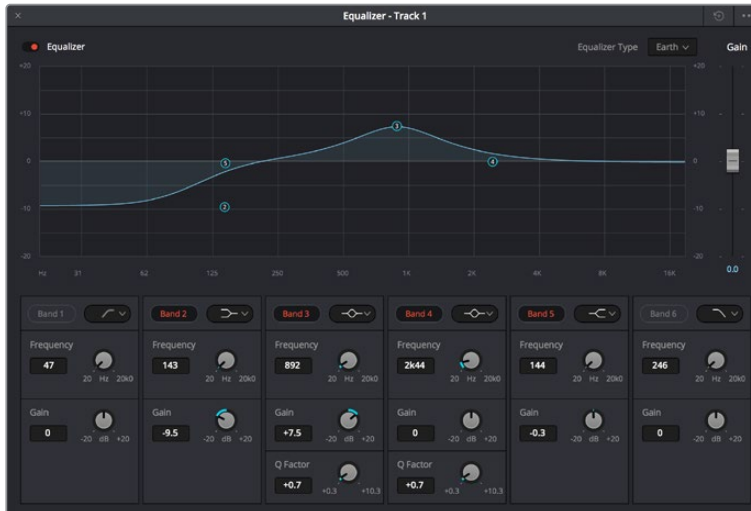 Equalizer - Track 1
Equalizer
Equalizer Type Earth Gain
+20 +20
+10 +10
3
5 4
0 0
2
-10 -10
-20 -20
Hz 31 62 125 250 500 1K 2K 4K 8K 16K
0.0
Band 1 Band 2 Band 3 Band 4 Band 5 Band 6
Frequency Frequency Frequency Frequency Frequency Frequency
47 143 892 2k44 144 246
20 Hz 20k0 20 Hz 20k0 20 Hz 20k0 20 Hz 20k0 20 Hz 20k0 20 Hz 20k0
Gain Gain Gain Gain Gain Gain
0 -9.5 +7.5 0 -0.3 0
-20 dB +20 -20 dB +20 -20 dB +20 -20 dB +20 -20 dB +20 -20 dB +20
Q Factor Q Factor
+0.7 +0.7
+0.3 +10.3 +0.3 +10.3